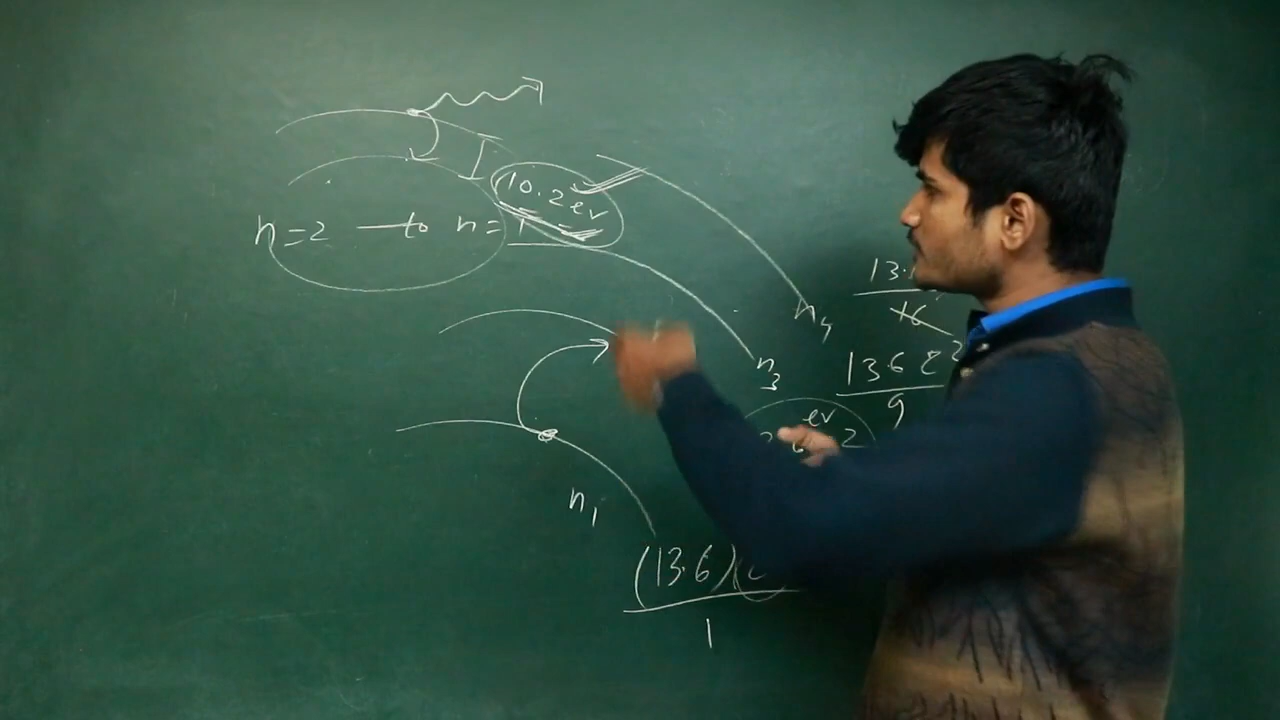 10.2 ev
n=2 — to n=1
n4
13.
16
n3
13.6 z²
9
ev
2
n1
(13.6)(
1